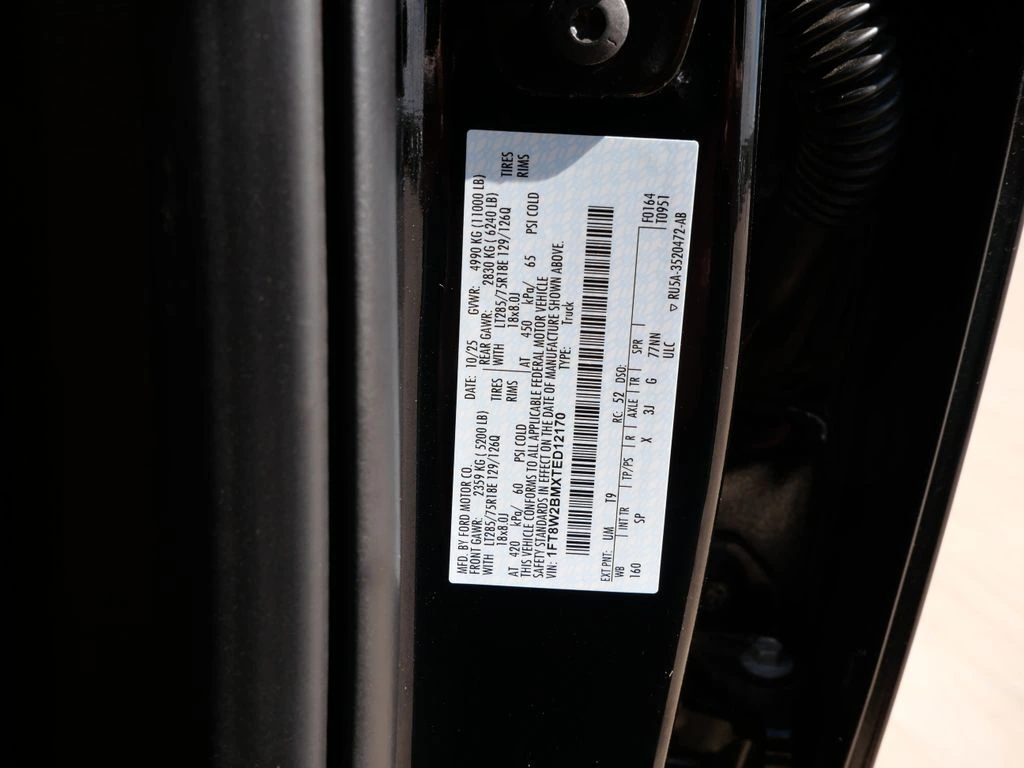 MFD. BY FORD MOTOR CO.
DATE: 10/25 GVWR: 4990 KG (11000 LB)
FRONT GAWR: 2359 KG ( 5200 LB) REAR GAWR: 2830 KG ( 6240 LB)
WITH LT285/75R18E 129/126Q TIRES WITH LT285/75R18E 129/126Q TIRES
18x8.0J RIMS 18x8.0J RIMS
AT 420 kPa/ 60 PSI COLD AT 450 kPa/ 65 PSI COLD
THIS VEHICLE CONFORMS TO ALL APPLICABLE FEDERAL MOTOR VEHICLE
SAFETY STANDARDS IN EFFECT ON THE DATE OF MANUFACTURE SHOWN ABOVE.
VIN: 1FT8W2BMXTED12170 TYPE: Truck
EXT PNT: UM T9 RC: 52 DSO: F0164
WB INT TR TP/PS R AXLE TR SPR T0951
160 SP X 3J G 77NN
ULC ▽ RU5A-3520472-AB